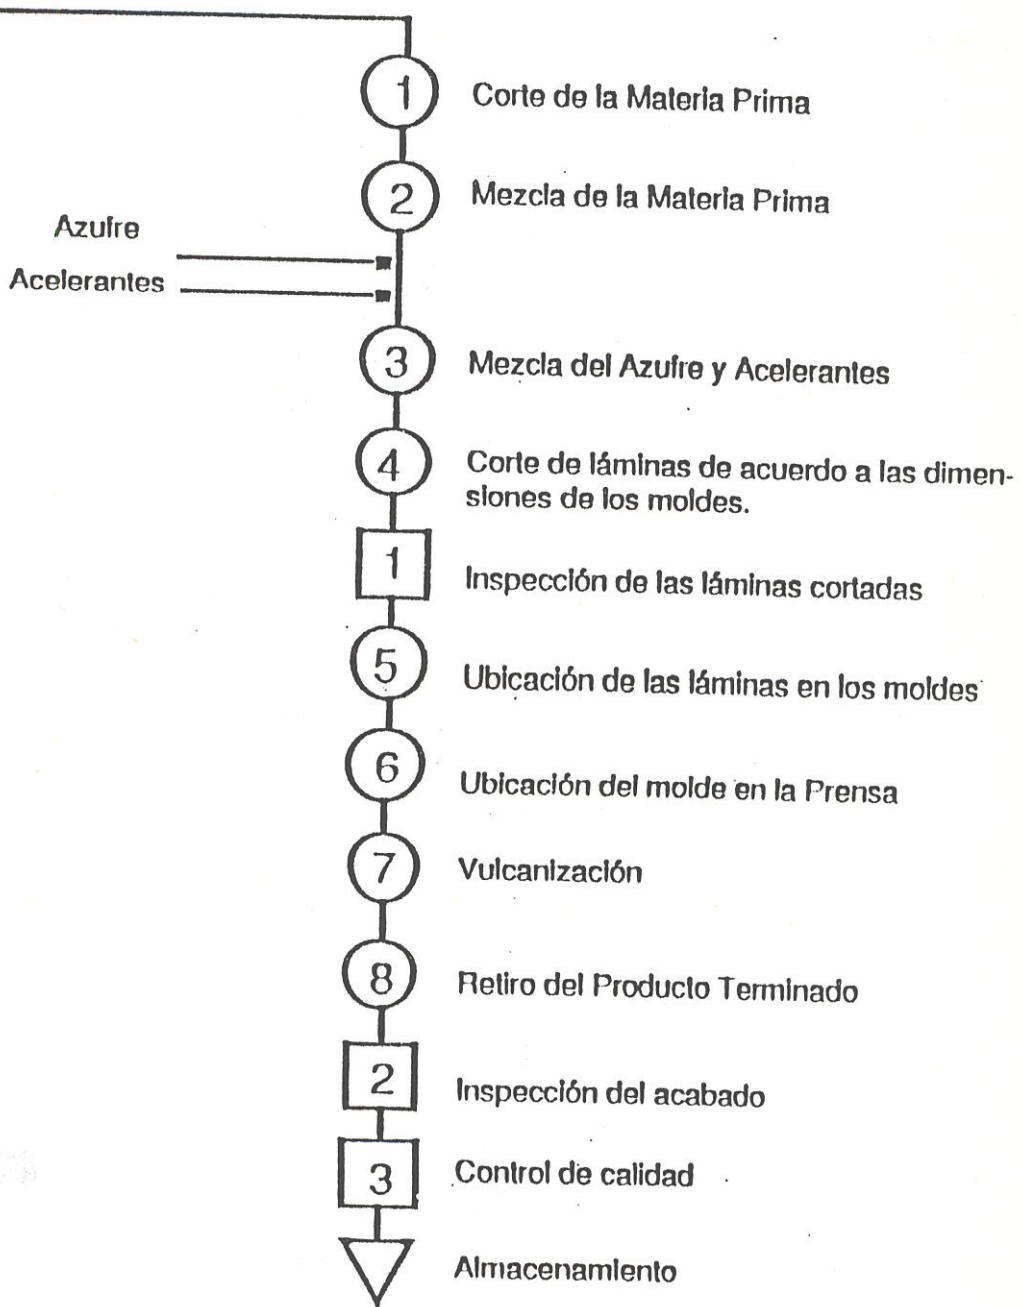 1 Corte de la Materia Prima
2 Mezcla de la Materia Prima
Azufre
Acelerantes
3 Mezcla del Azufre y Acelerantes
4 Corte de láminas de acuerdo a las dimen-
siones de los moldes.
1 Inspección de las láminas cortadas
5 Ubicación de las láminas en los moldes
6 Ubicación del molde en la Prensa
7 Vulcanización
8 Retiro del Producto Terminado
2 Inspección del acabado
3 Control de calidad
Almacenamiento